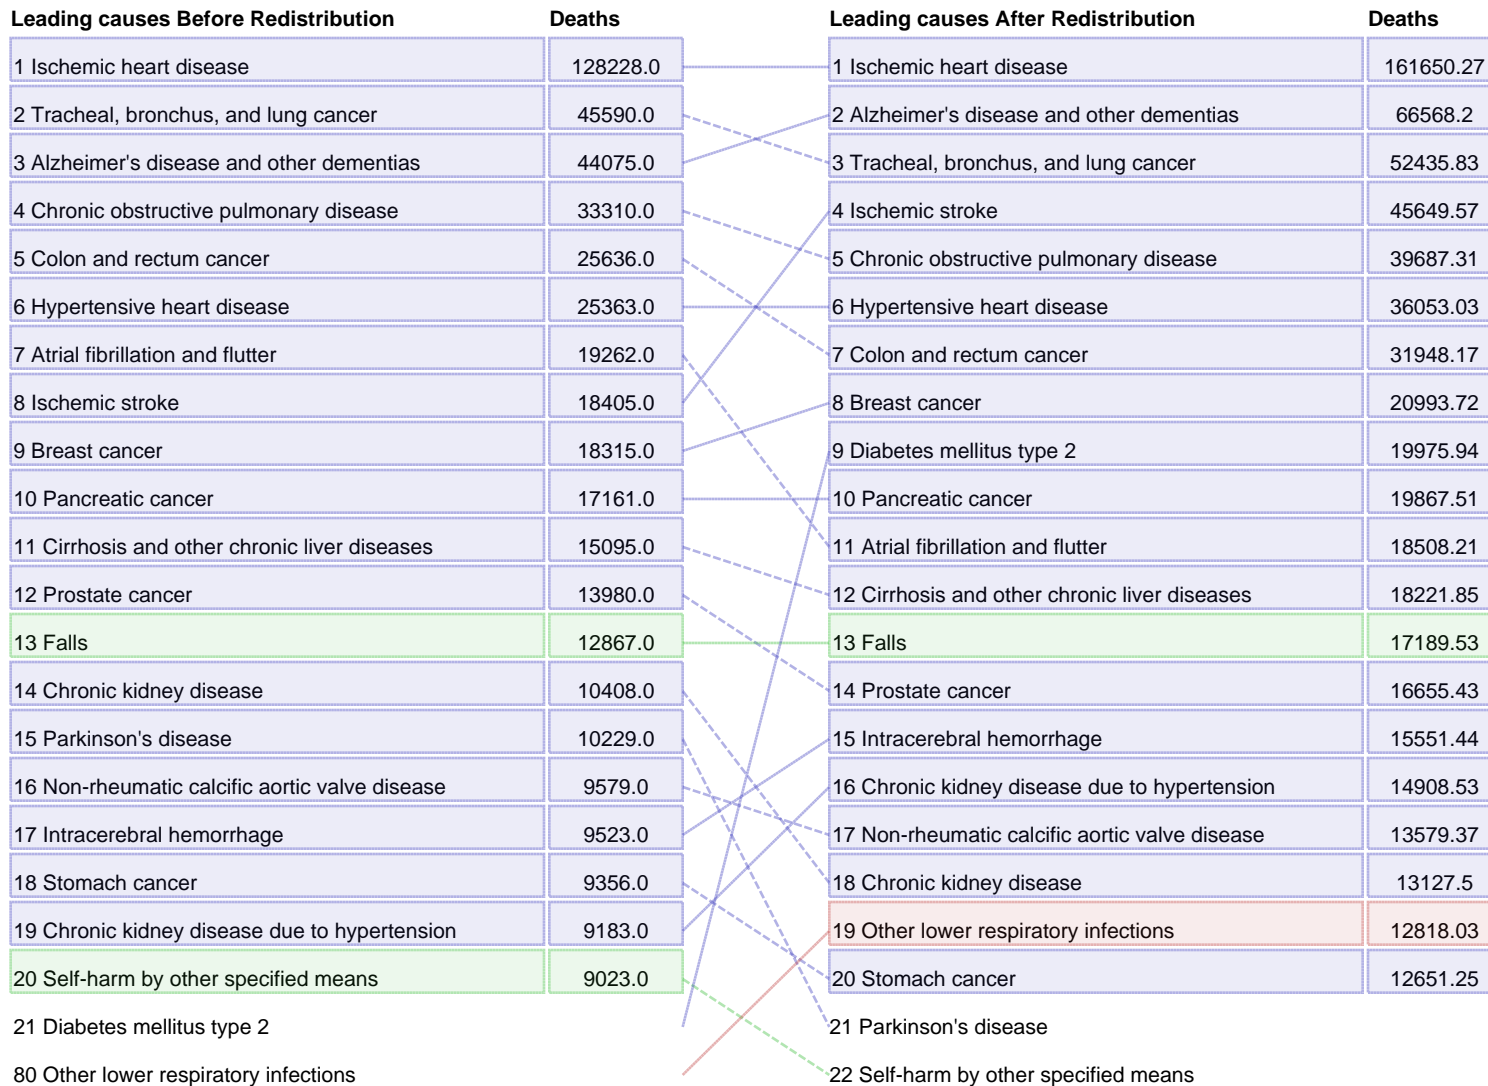 Leading causes Before Redistribution Deaths Leading causes After Redistribution Deaths
1 Ischemic heart disease 128228.0 1 Ischemic heart disease 161650.27
2 Tracheal, bronchus, and lung cancer 45590.0 2 Alzheimer's disease and other dementias 66568.2
3 Alzheimer's disease and other dementias 44075.0 3 Tracheal, bronchus, and lung cancer 52435.83
4 Chronic obstructive pulmonary disease 33310.0 4 Ischemic stroke 45649.57
5 Colon and rectum cancer 25636.0 5 Chronic obstructive pulmonary disease 39687.31
6 Hypertensive heart disease 25363.0 6 Hypertensive heart disease 36053.03
7 Atrial fibrillation and flutter 19262.0 7 Colon and rectum cancer 31948.17
8 Ischemic stroke 18405.0 8 Breast cancer 20993.72
9 Breast cancer 18315.0 9 Diabetes mellitus type 2 19975.94
10 Pancreatic cancer 17161.0 10 Pancreatic cancer 19867.51
11 Cirrhosis and other chronic liver diseases 15095.0 11 Atrial fibrillation and flutter 18508.21
12 Prostate cancer 13980.0 12 Cirrhosis and other chronic liver diseases 18221.85
13 Falls 12867.0 13 Falls 17189.53
14 Chronic kidney disease 10408.0 14 Prostate cancer 16655.43
15 Parkinson's disease 10229.0 15 Intracerebral hemorrhage 15551.44
16 Non-rheumatic calcific aortic valve disease 9579.0 16 Chronic kidney disease due to hypertension 14908.53
17 Intracerebral hemorrhage 9523.0 17 Non-rheumatic calcific aortic valve disease 13579.37
18 Stomach cancer 9356.0 18 Chronic kidney disease 13127.5
19 Chronic kidney disease due to hypertension 9183.0 19 Other lower respiratory infections 12818.03
20 Self-harm by other specified means 9023.0 20 Stomach cancer 12651.25
21 Diabetes mellitus type 2 21 Parkinson's disease
80 Other lower respiratory infections 22 Self-harm by other specified means